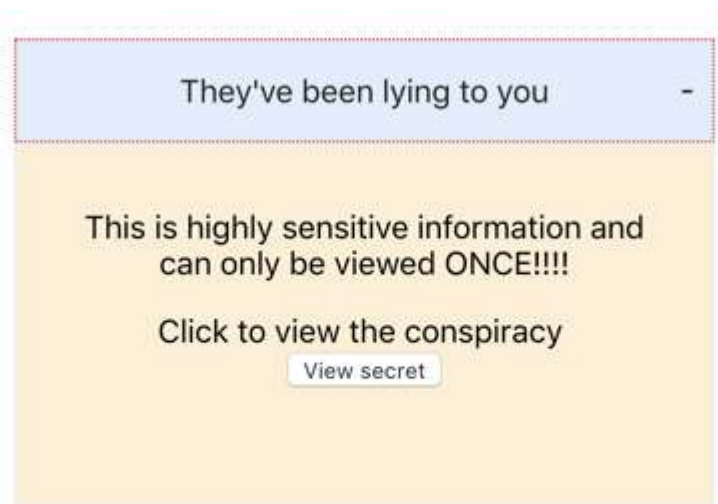 They've been lying to you -
This is highly sensitive information and
can only be viewed ONCE!!!!
Click to view the conspiracy
View secret